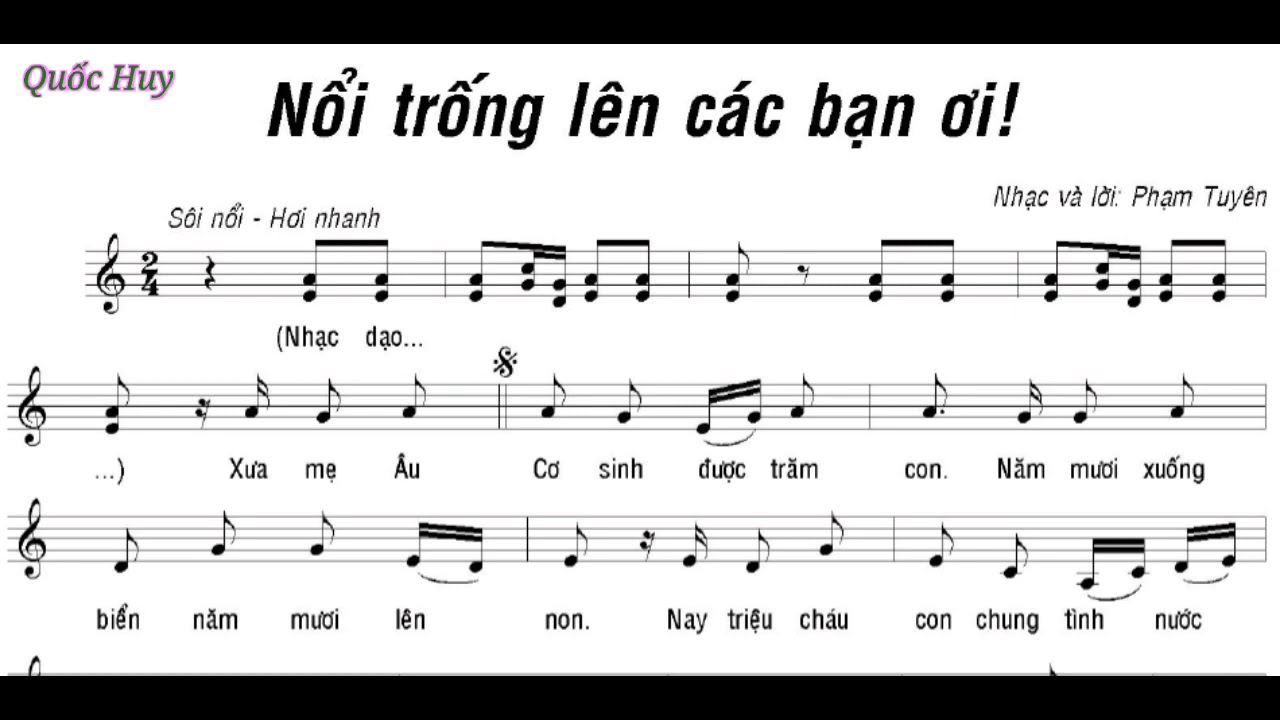 Quốc Huy
Nổi trống lên các bạn ơi!
Nhạc và lời: Phạm Tuyên
Sôi nổi - Hơi nhanh
2
4
(Nhạc dạo...
...) Xưa mẹ Âu Cơ sinh được trăm con. Năm mươi xuống
biển năm mươi lên non. Nay triệu cháu con chung tình nước